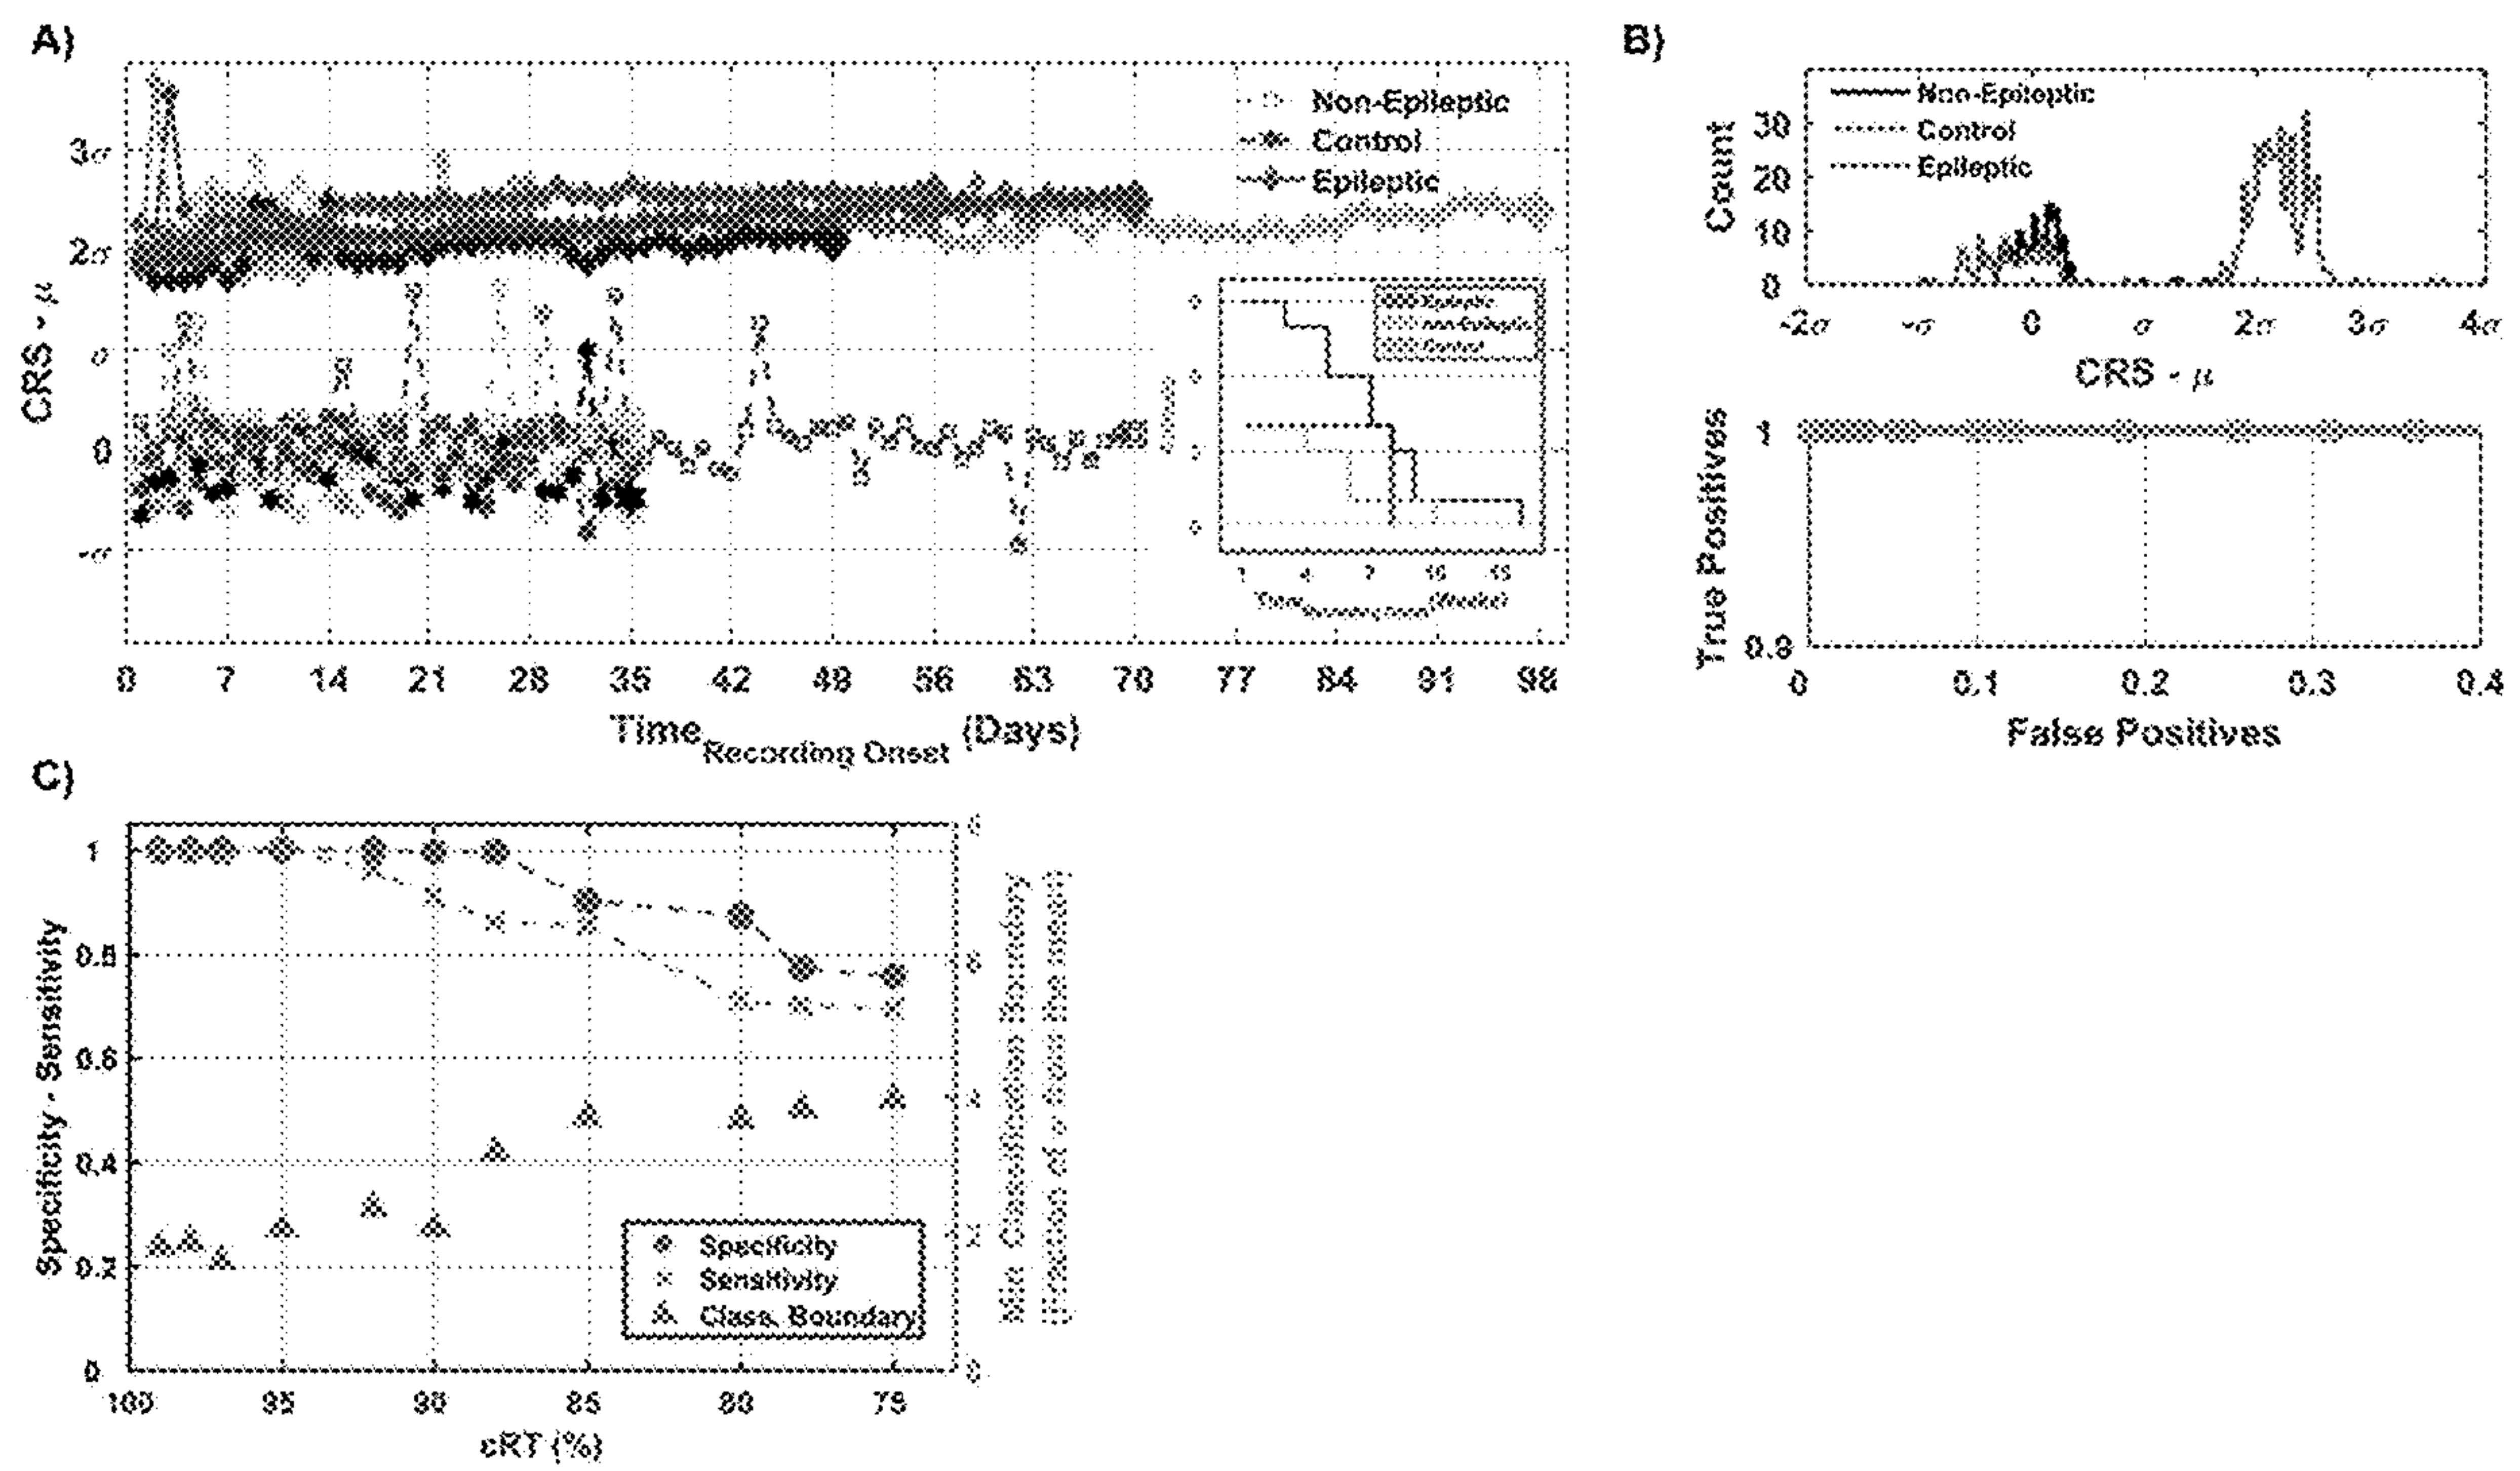 A)
Non-Epileptic
Control
Epileptic
3σ
2σ
σ
0
-σ
CRS - μ
1 4 7
0 7 14 21 28 35 42 49 56 63 70 77 84 91 98
Time Recording Onset (Days)
B)
Non-Epileptic
Control
Epileptic
Count
30
20
10
0
-2σ -σ 0 σ 2σ 3σ 4σ
CRS - μ
True Positives
1
0 0.1 0.2 0.3 0.4
False Positives
C)
Specificity - Sensitivity
1
0.8
0.6
0.4
0.2
0
Specificity
Sensitivity
Class. Boundary
100 95 90 85 80 75
cRT (%)